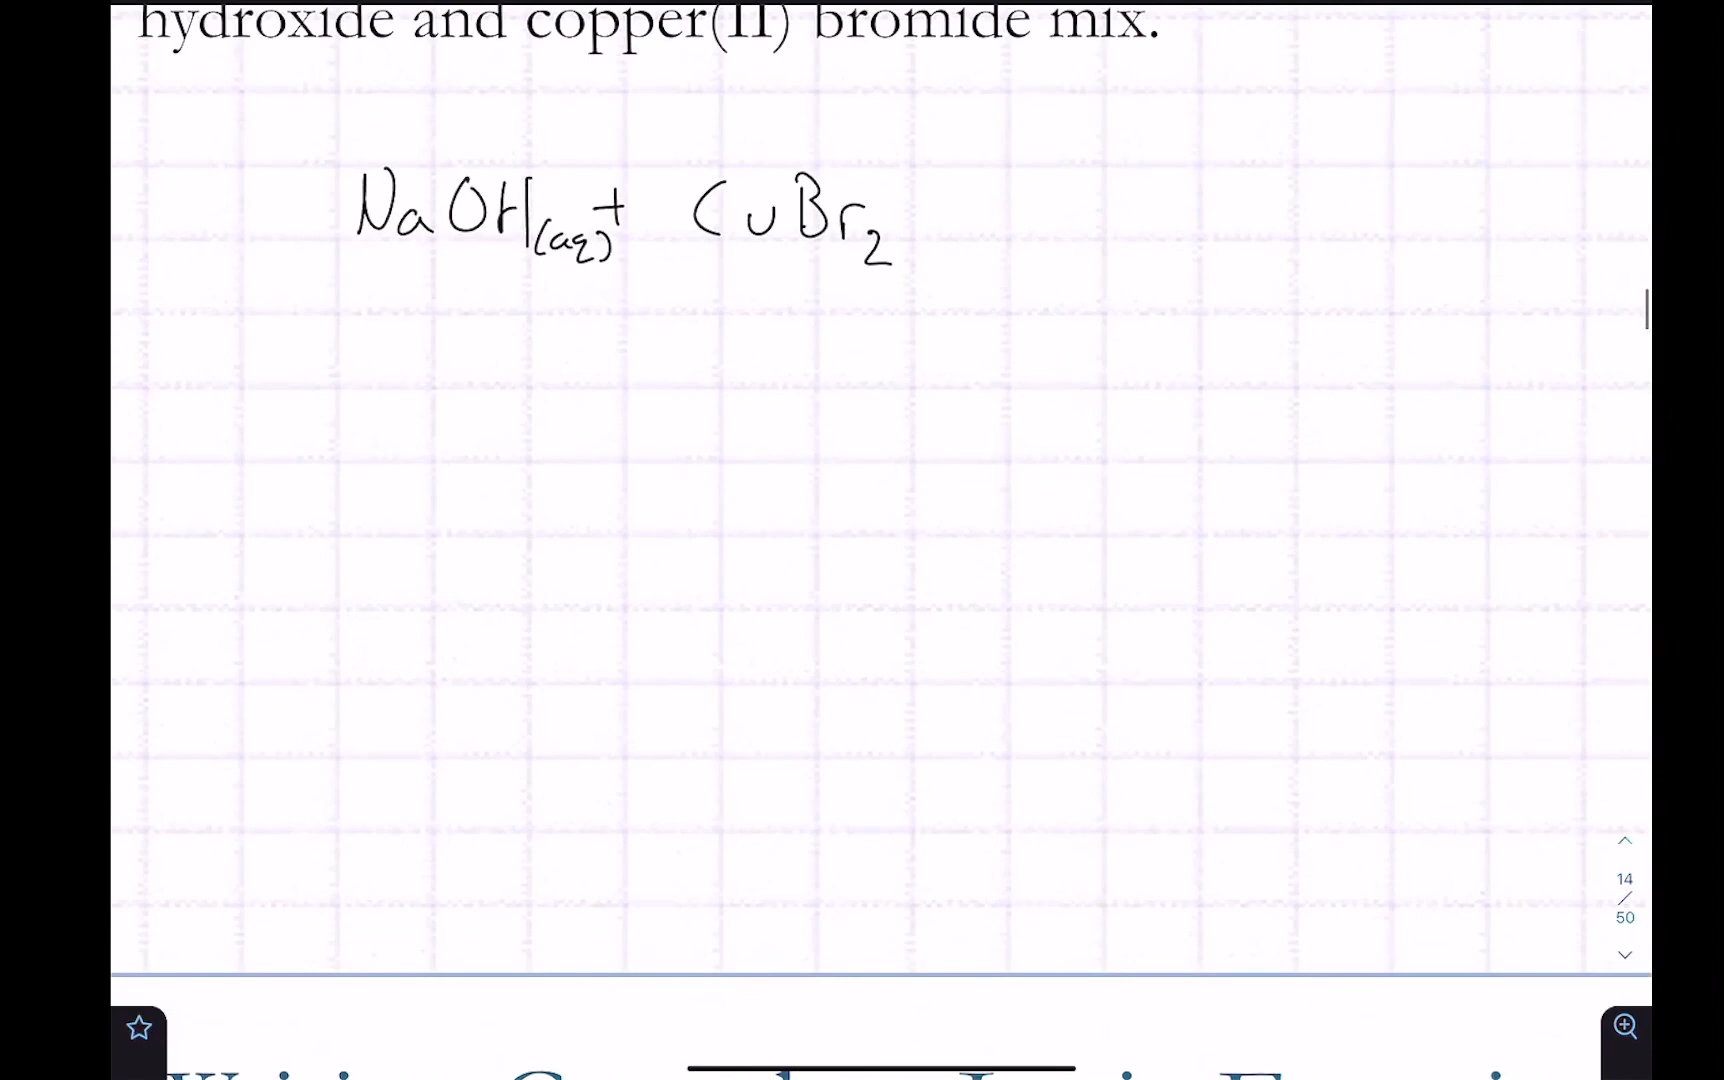 hydroxide and copper(II) bromide mix.
NaOH(aq) + CuBr2
14
/
50